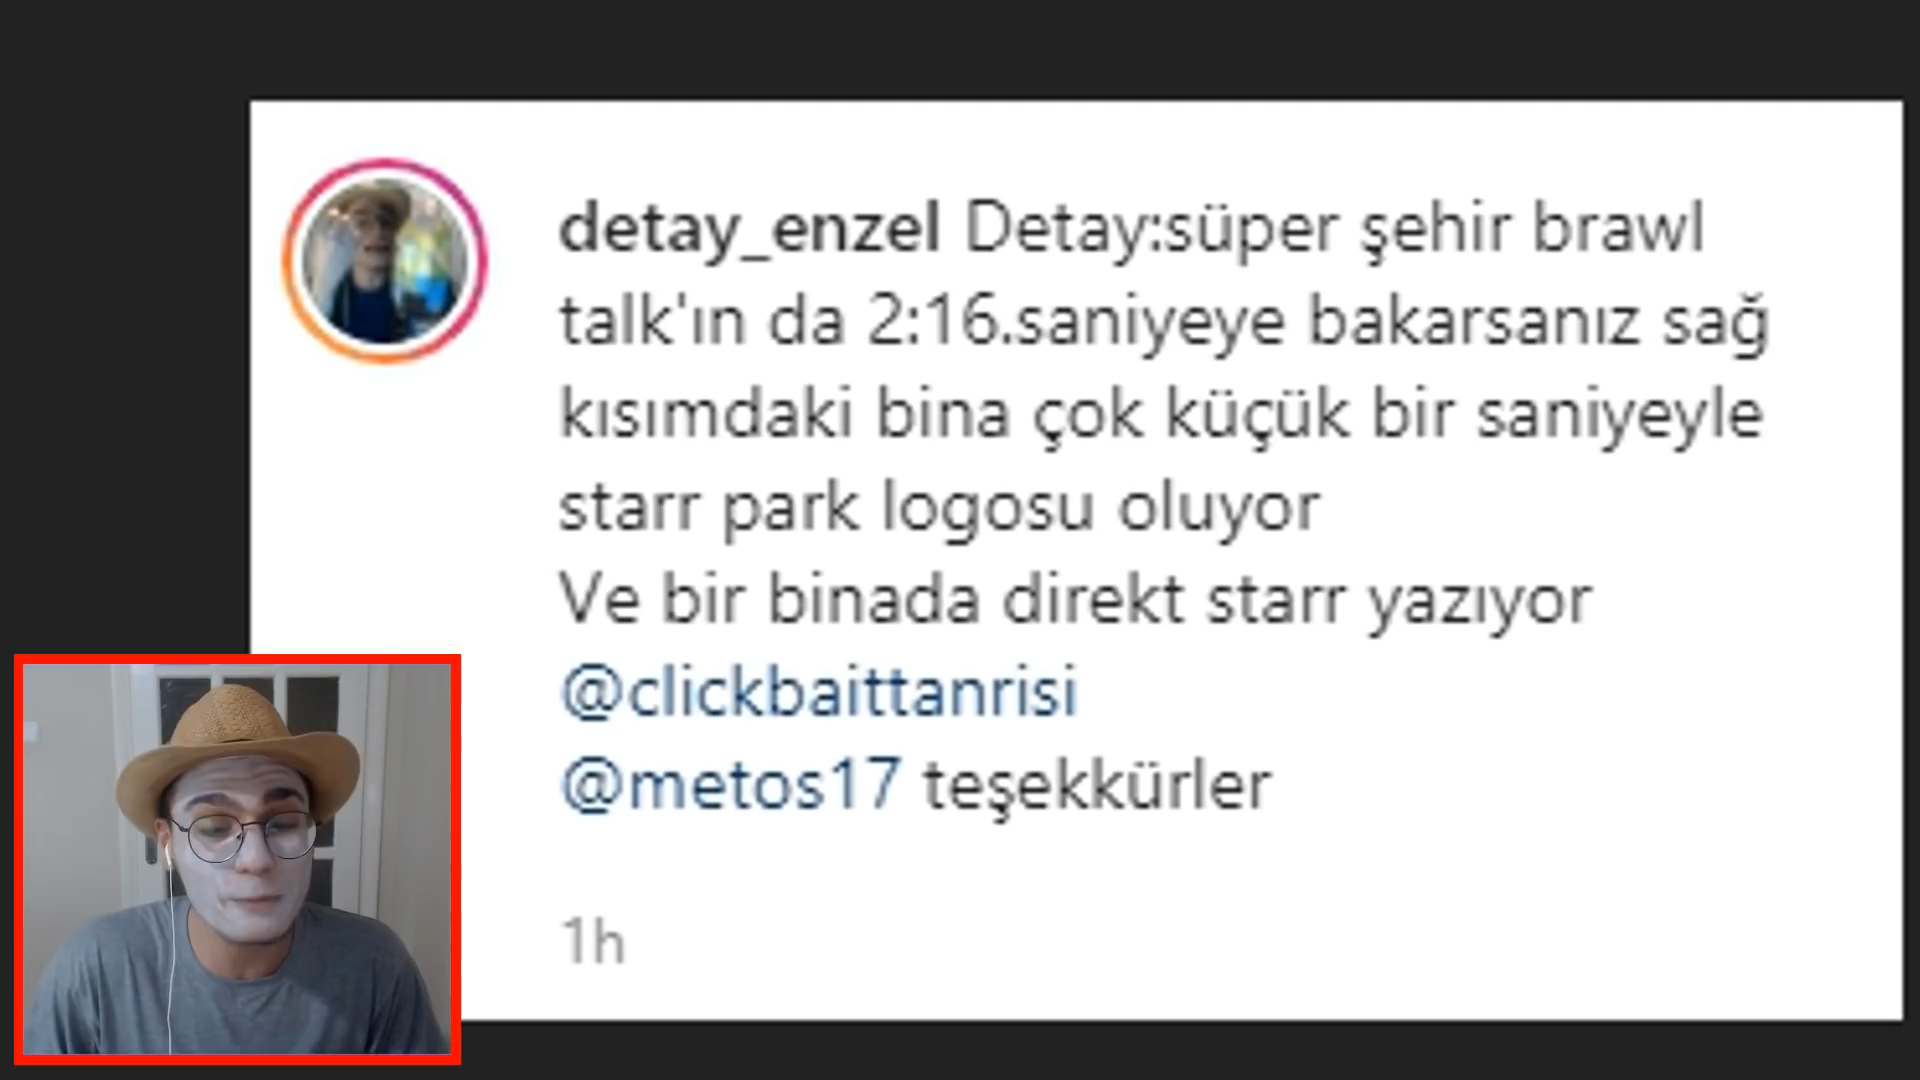 detay_enzel Detay:süper şehir brawl
talk'ın da 2:16.saniyeye bakarsanız sağ
kısımdaki bina çok küçük bir saniyeyle
starr park logosu oluyor
Ve bir binada direkt starr yazıyor
@clickbaittanrisi
@metos17 teşekkürler
1h